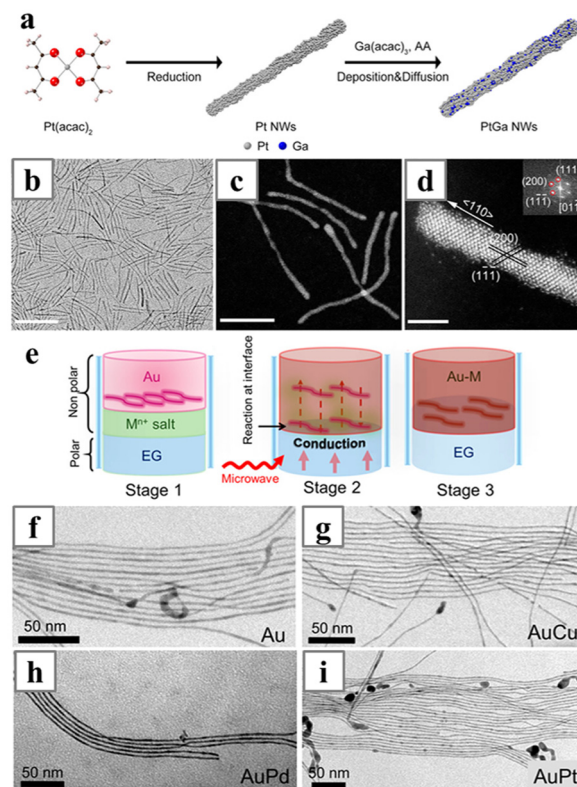 a
Ga(acac)₃, AA
Reduction
Deposition&Diffusion
Pt(acac)₂
Pt NWs
PtGa NWs
Pt Ga
b
c
d
<110>
(200)
(111)
(200)
(111)
[011]
(111)
e
Non polar
Polar
Au
Mⁿ⁺ salt
EG
Stage 1
Microwave
Reaction at interface
Conduction
Stage 2
Au-M
EG
Stage 3
f
50 nm
Au
g
50 nm
AuCu
h
50 nm
AuPd
i
50 nm
AuPt